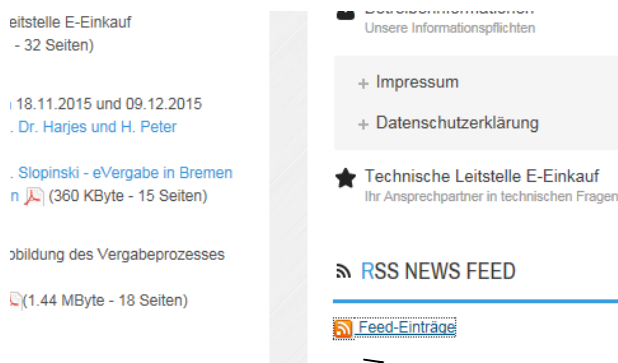 eitstelle E-Einkauf
- 32 Seiten)
18.11.2015 und 09.12.2015
. Dr. Harjes und H. Peter
. Slopinski - eVergabe in Bremen
n (360 KByte - 15 Seiten)
bbildung des Vergabeprozesses
(1.44 MByte - 18 Seiten)
Betreiberinformationen
Unsere Informationspflichten
+ Impressum
+ Datenschutzerklärung
Technische Leitstelle E-Einkauf
Ihr Ansprechpartner in technischen Fragen
RSS NEWS FEED
Feed-Einträge